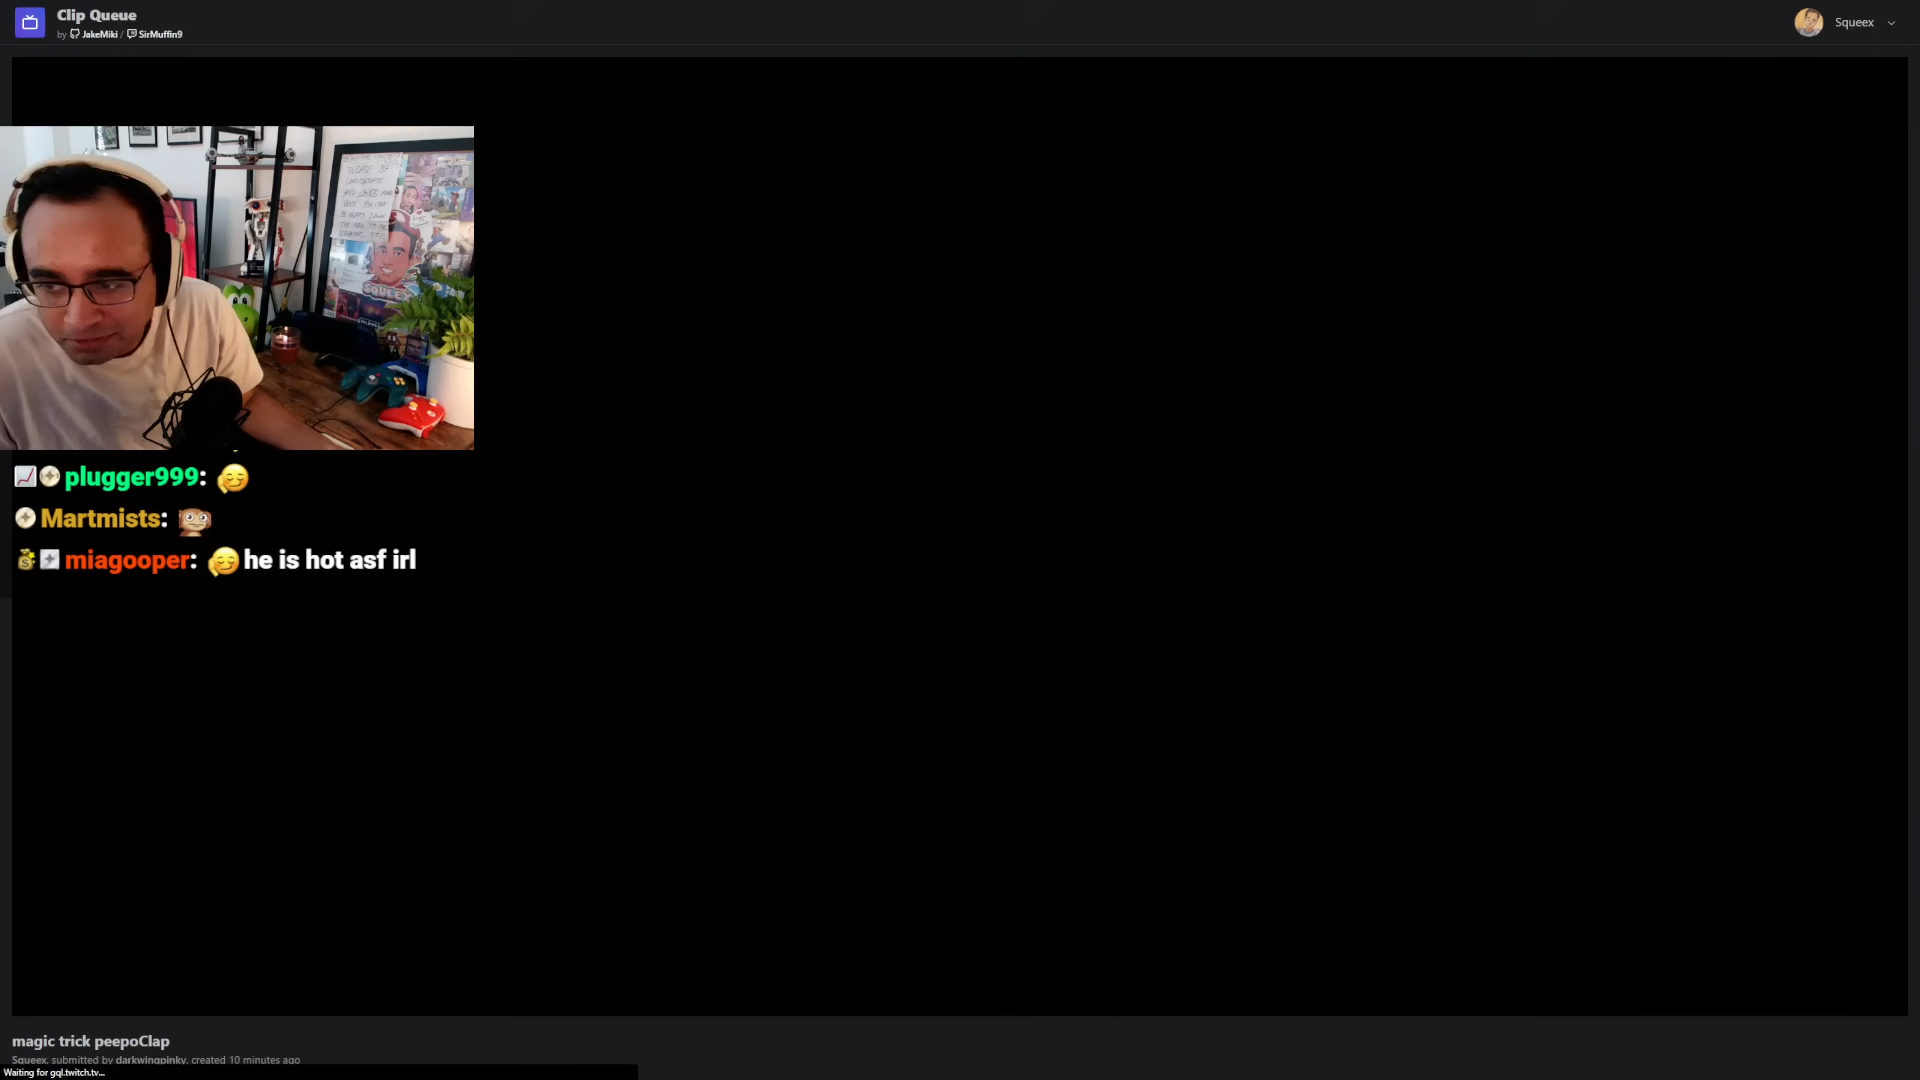 Clip Queue
by JakeMiki / SirMuffin9
Squeex
SQUEEX
plugger999:
Martmists:
miagooper: he is hot asf irl
magic trick peepoClap
Squeex, submitted by darkwingpinky, created 10 minutes ago
Waiting for gql.twitch.tv...